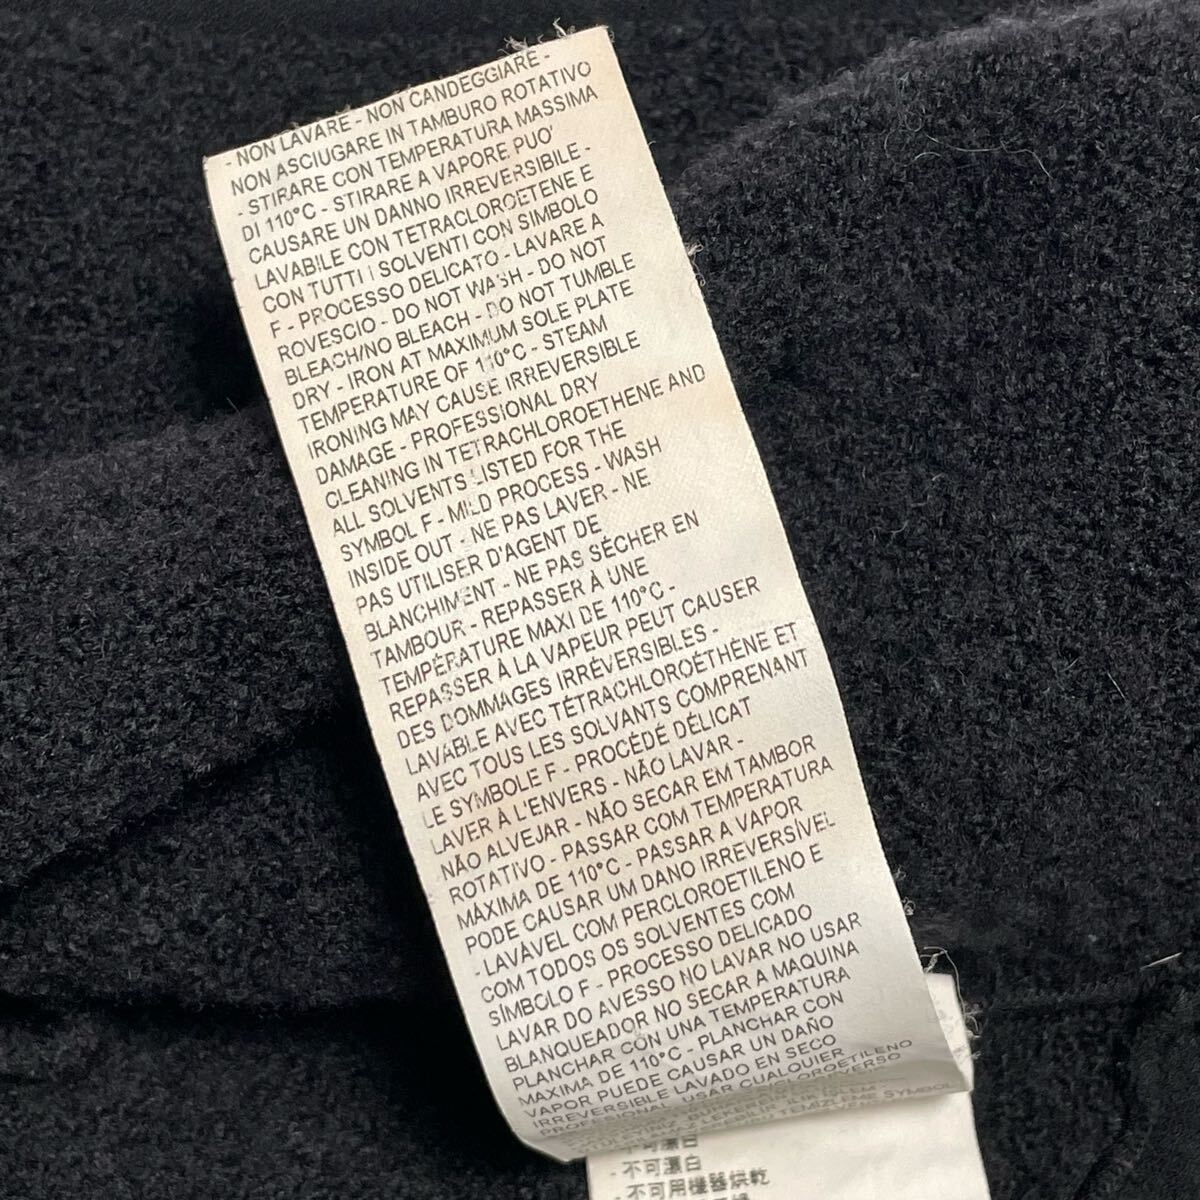 - NON LAVARE - NON CANDEGGIARE -
NON ASCIUGARE IN TAMBURO ROTATIVO
- STIRARE CON TEMPERATURA MASSIMA
DI 110°C - STIRARE A VAPORE PUO'
CAUSARE UN DANNO IRREVERSIBILE -
LAVABILE CON TETRACLOROETENE E
CON TUTTI I SOLVENTI CON SIMBOLO
F - PROCESSO DELICATO - LAVARE A
ROVESCIO - DO NOT WASH - DO NOT
BLEACH/NO BLEACH - DO NOT TUMBLE
DRY - IRON AT MAXIMUM SOLE PLATE
TEMPERATURE OF 110°C - STEAM
IRONING MAY CAUSE IRREVERSIBLE
DAMAGE - PROFESSIONAL DRY
CLEANING IN TETRACHLOROETHENE AND
ALL SOLVENTS LISTED FOR THE
SYMBOL F - MILD PROCESS - WASH
INSIDE OUT - NE PAS LAVER - NE
PAS UTILISER D'AGENT DE
BLANCHIMENT - NE PAS SÉCHER EN
TAMBOUR - REPASSER À UNE
TEMPÉRATURE MAXI DE 110°C -
REPASSER À LA VAPEUR PEUT CAUSER
DES DOMMAGES IRRÉVERSIBLES -
LAVABLE AVEC TÉTRACHLOROÉTHÈNE ET
AVEC TOUS LES SOLVANTS COMPRENANT
LE SYMBOLE F - PROCÉDÉ DÉLICAT
LAVER À L'ENVERS - NÃO LAVAR -
NÃO ALVEJAR - NÃO SECAR EM TAMBOR
ROTATIVO - PASSAR COM TEMPERATURA
MÁXIMA DE 110°C - PASSAR A VAPOR
PODE CAUSAR UM DANO IRREVERSÍVEL
- LAVÁVEL COM PERCLOROETILENO E
COM TODOS OS SOLVENTES COM
SÍMBOLO F - PROCESSO DELICADO
LAVAR DO AVESSO NO LAVAR NO USAR
BLANQUEADOR NO SECAR A MAQUINA
PLANCHAR CON UNA TEMPERATURA
MAXIMA DE 110°C - PLANCHAR CON
VAPOR PUEDE CAUSAR UN DAÑO
IRREVERSIBLE LAVADO EN SECO
PROFESIONAL USAR CUALQUIER
- 不可漂白
- 不可用機器烘乾